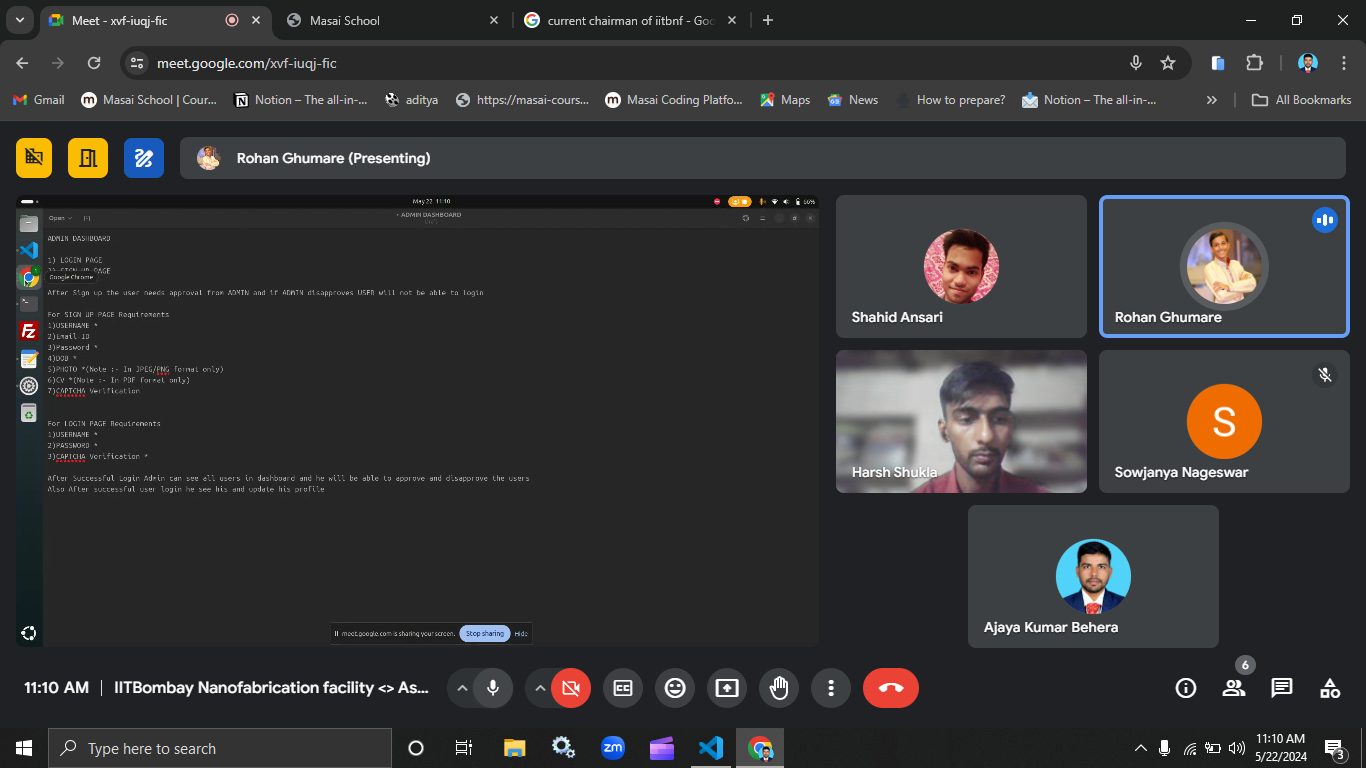 Meet - xvf-iuqj-fic
Masai School
current chairman of iitbnf - Goo
meet.google.com/xvf-iuqj-fic
Gmail
Masai School | Cour...
Notion – The all-in-...
aditya
https://masai-cours...
Masai Coding Platfo...
Maps
News
How to prepare?
Notion – The all-in-...
All Bookmarks
Rohan Ghumare (Presenting)
May 22 11:10
Open
ADMIN DASHBOARD
ADMIN DASHBOARD
1) LOGIN PAGE
2) SIGN UP PAGE
Google Chrome
After Sign up the user needs approval from ADMIN and if ADMIN disapproves USER will not be able to login
For SIGN UP PAGE Requirements
1)USERNAME *
2)Email ID
3)Password *
4)DOB *
5)PHOTO *(Note :- In JPEG/PNG format only)
6)CV *(Note :- In PDF format only)
7)CAPTCHA Verification
For LOGIN PAGE Requirements
1)USERNAME *
2)PASSWORD *
3)CAPTCHA Verification *
After Successful Login Admin can see all users in dashboard and he will be able to approve and disapprove the users
Also After successful user login he see his and update his profile
meet.google.com is sharing your screen.
Stop sharing
Hide
Shahid Ansari
Rohan Ghumare
Harsh Shukla
S
Sowjanya Nageswar
Ajaya Kumar Behera
11:10 AM
IITBombay Nanofabrication facility <> As...
6
Type here to search
zm
11:10 AM
5/22/2024
3